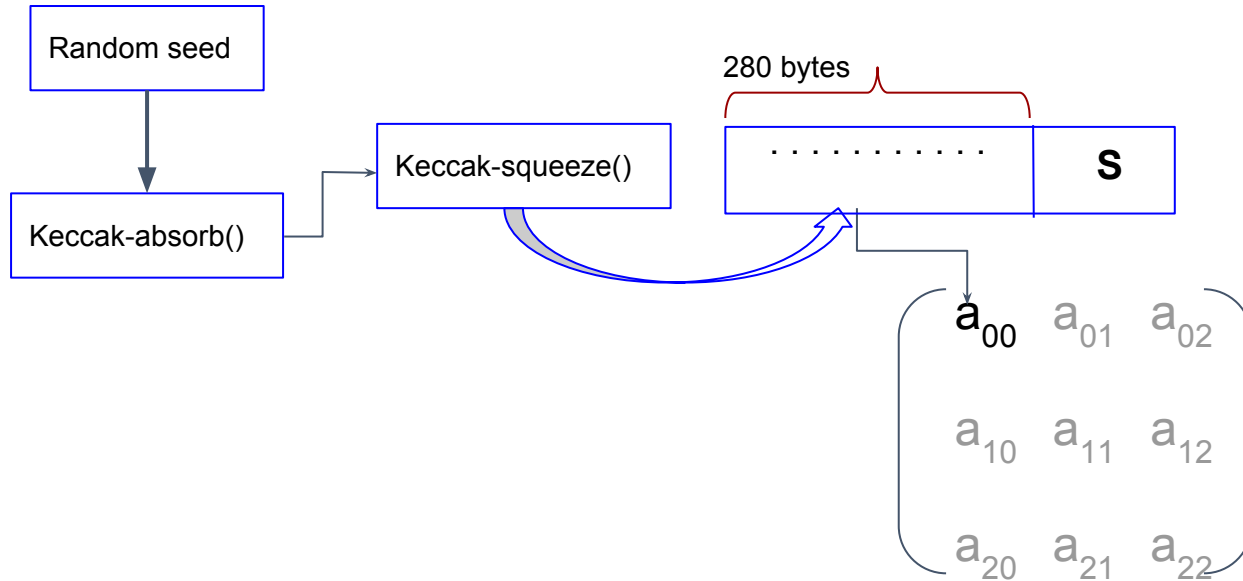 Random seed
280 bytes
Keccak-squeeze()
. . . . . . . . . . .
S
Keccak-absorb()
a00 a01 a02
a10 a11 a12
a20 a21 a22